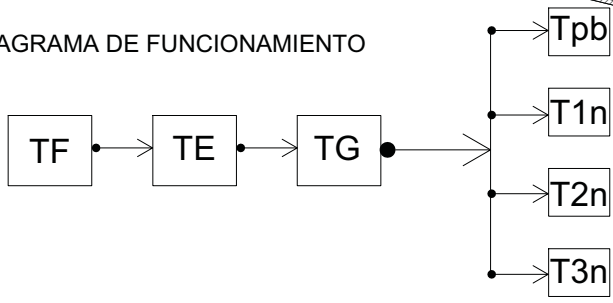 AGRAMA DE FUNCIONAMIENTO
Tpb
TF
TE
TG
T1n
T2n
T3n